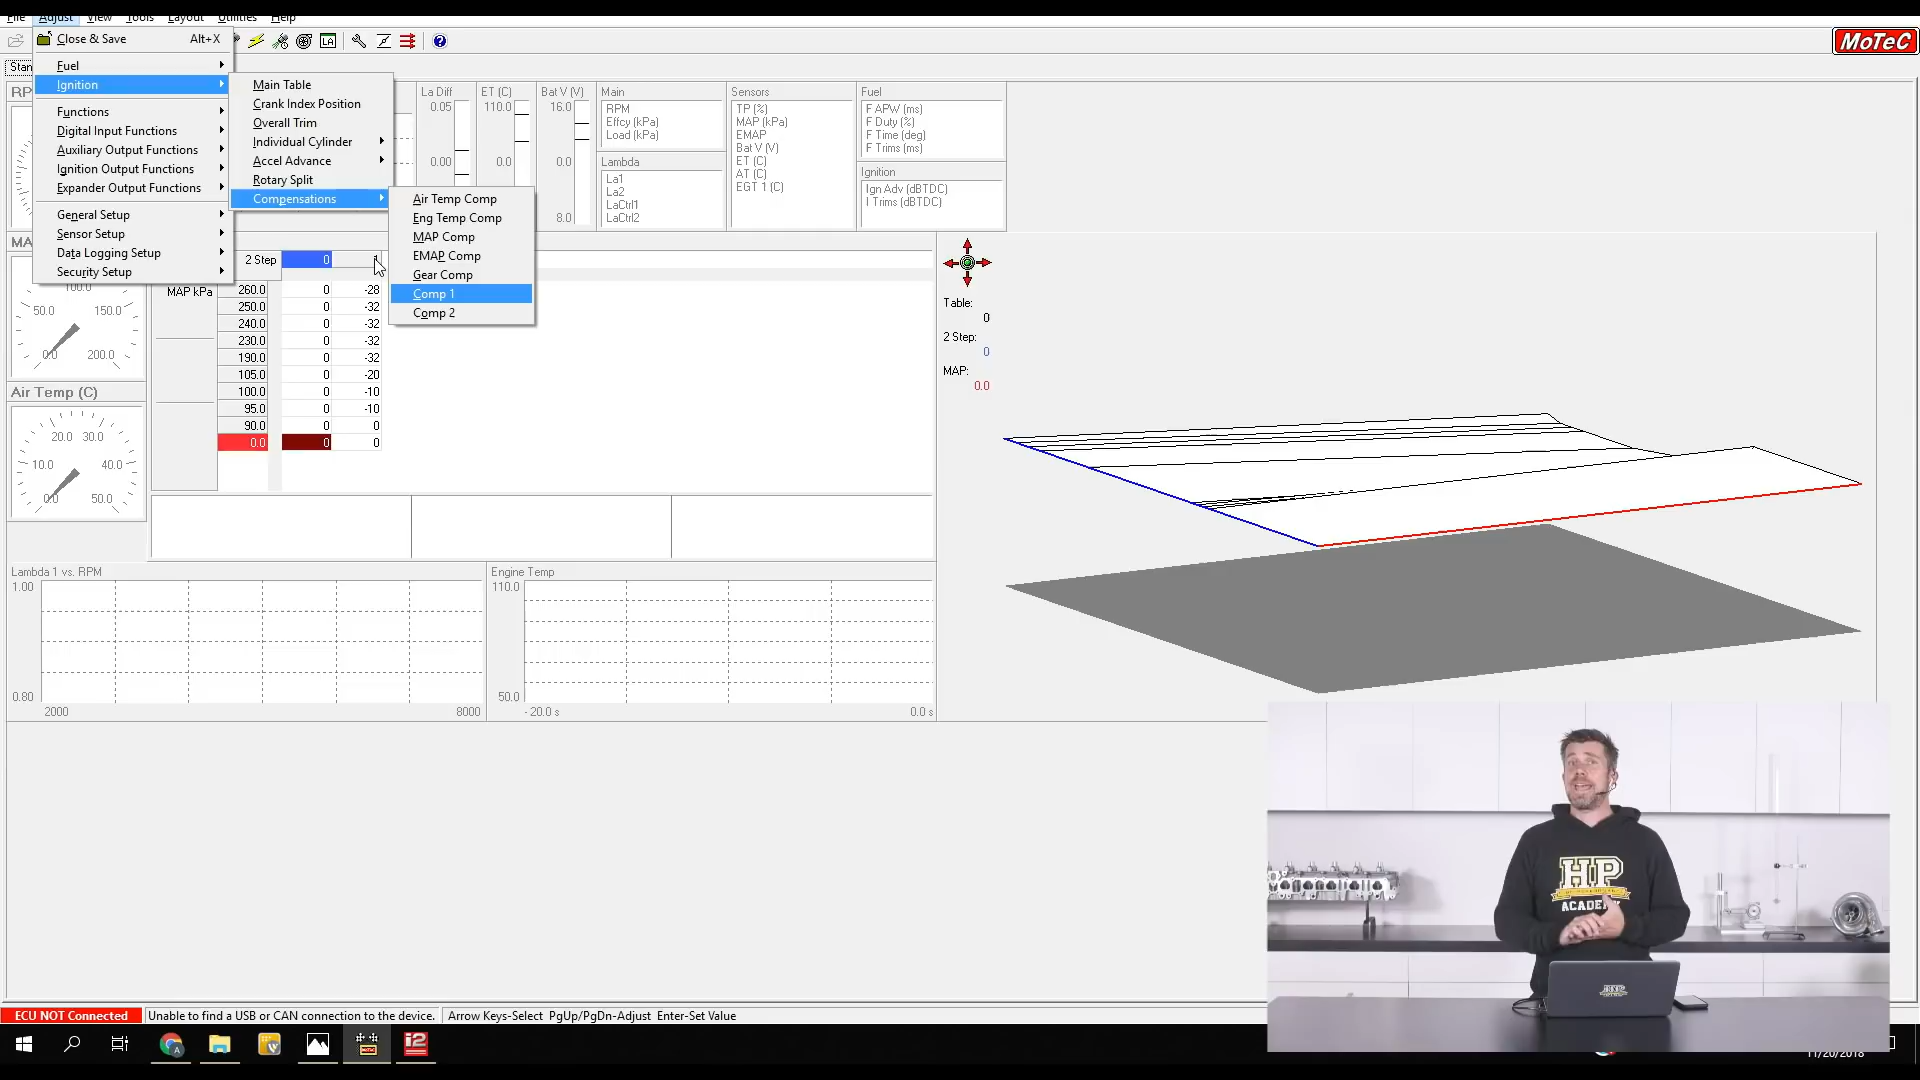 File Adjust View Tools Layout Utilities Help
Close & Save Alt+X
Fuel
Ignition
Functions
Digital Input Functions
Auxiliary Output Functions
Ignition Output Functions
Expander Output Functions
General Setup
Sensor Setup
Data Logging Setup
Security Setup
Main Table
Crank Index Position
Overall Trim
Individual Cylinder
Accel Advance
Rotary Split
Compensations
Air Temp Comp
Eng Temp Comp
MAP Comp
EMAP Comp
Gear Comp
Comp 1
Comp 2
LA
MoTeC
La Diff
0.05
0.00
ET (C)
110.0
0.0
Bat V (V)
16.0
8.0
Main
RPM
Effcy (kPa)
Load (kPa)
Lambda
La1
La2
LaCtrl1
LaCtrl2
Sensors
TP (%)
MAP (kPa)
EMAP
Bat V (V)
ET (C)
AT (C)
EGT 1 (C)
Fuel
F APW (ms)
F Duty (%)
F Time (deg)
F Trims (%)
Ignition
Ign Adv (dBTDC)
I Trims (dBTDC)
2 Step 0
MAP kPa
260.0 0 -28
250.0 0 -32
240.0 0 -32
230.0 0 -32
190.0 0 -32
105.0 0 -20
100.0 0 -10
95.0 0 -10
90.0 0 0
0.0 0 0
100.0
50.0 150.0
0.0 200.0
Air Temp (C)
20.0 30.0
10.0 40.0
0.0 50.0
Table:
0
2 Step:
0
MAP:
0.0
Lambda 1 vs. RPM
1.00
0.80
2000 8000
Engine Temp
110.0
50.0
- 20.0 s 0.0 s
HP
ACADEMY
ECU NOT Connected Unable to find a USB or CAN connection to the device. Arrow Keys-Select PgUp/PgDn-Adjust Enter-Set Value
MoTeC
i2
11/20/2018